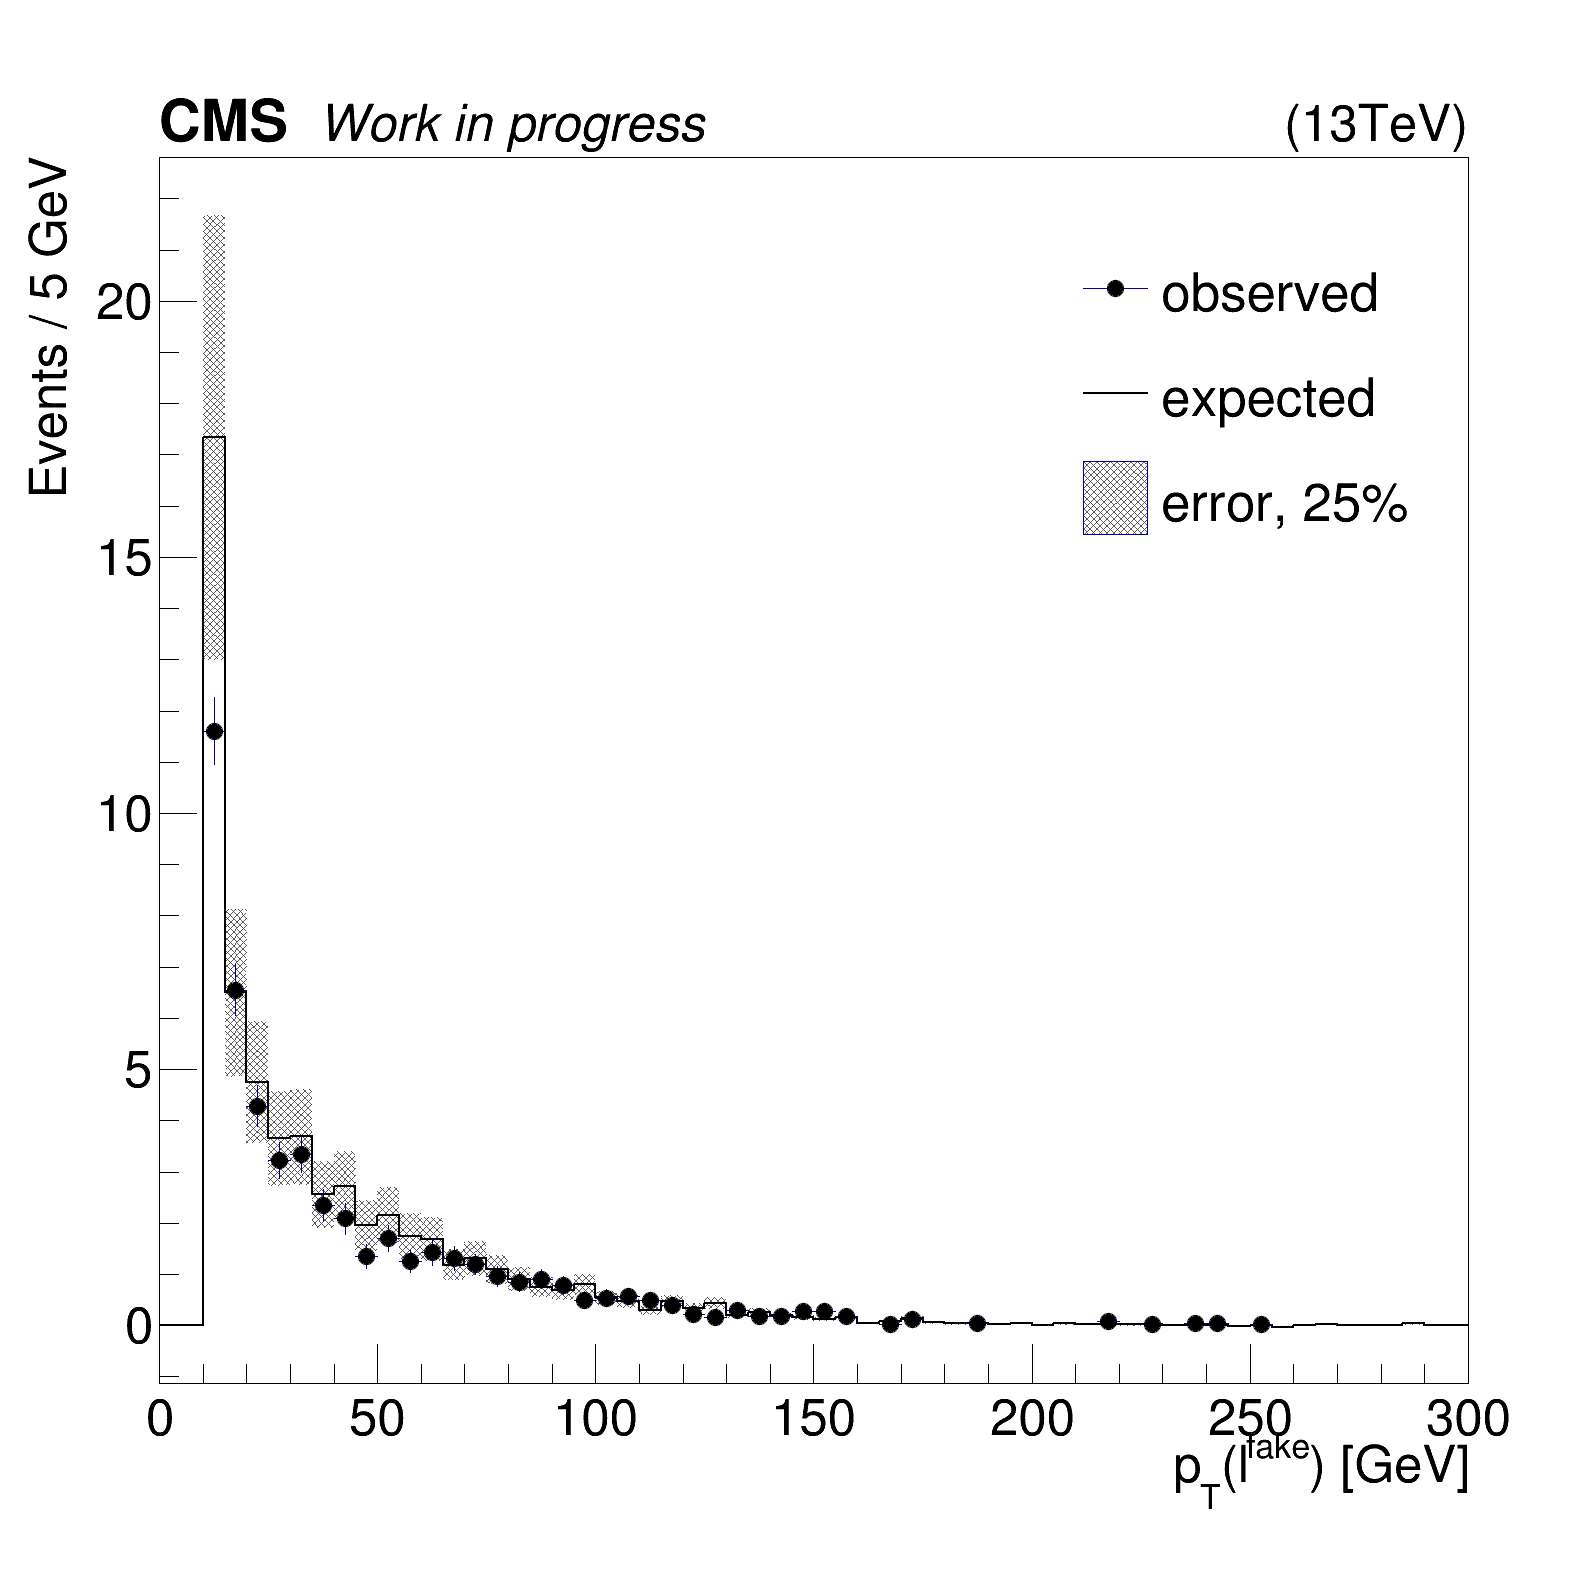 CMS Work in progress (13TeV)
Events / 5 GeV
observed
expected
error, 25%
20
15
10
5
0
0 50 100 150 200 250 300
p_T(l^fake) [GeV]